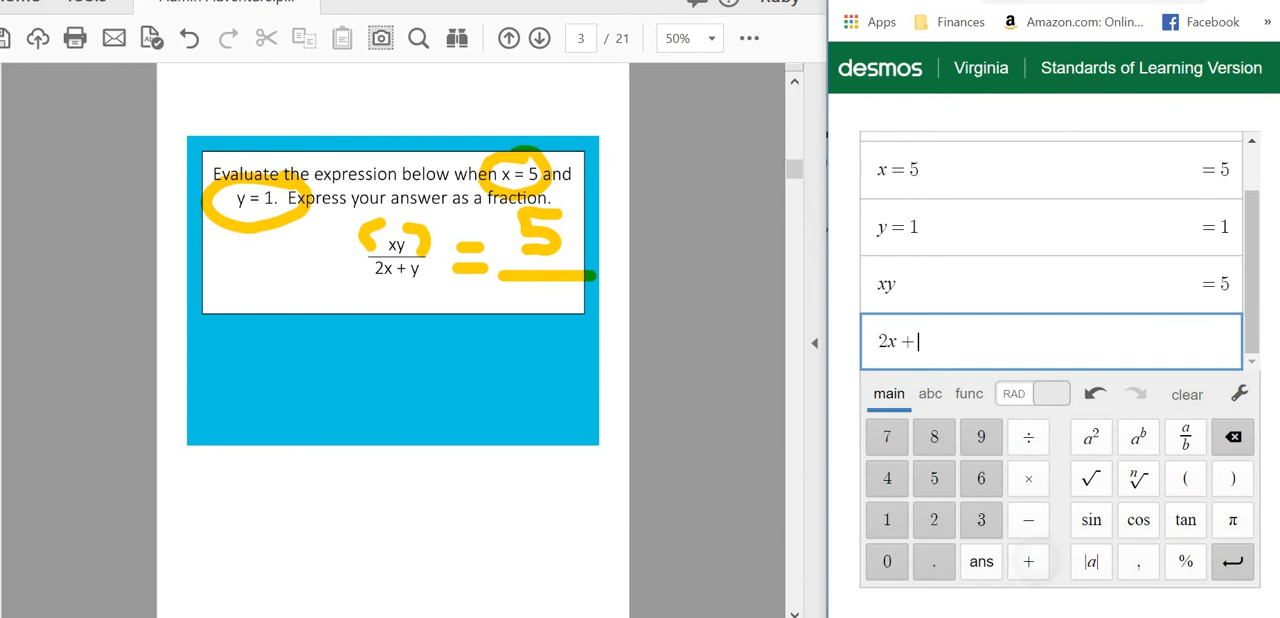 3 / 21
50%
Evaluate the expression below when x = 5 and
y = 1. Express your answer as a fraction.
xy
2x + y
= 5
Apps Finances Amazon.com: Onlin... Facebook »
desmos Virginia Standards of Learning Version
x = 5 = 5
y = 1 = 1
xy = 5
2x +
main abc func RAD clear
7 8 9 ÷ a² aᵇ a/b
4 5 6 × √ ⁿ√ ( )
1 2 3 − sin cos tan π
0 . ans + |a| , %